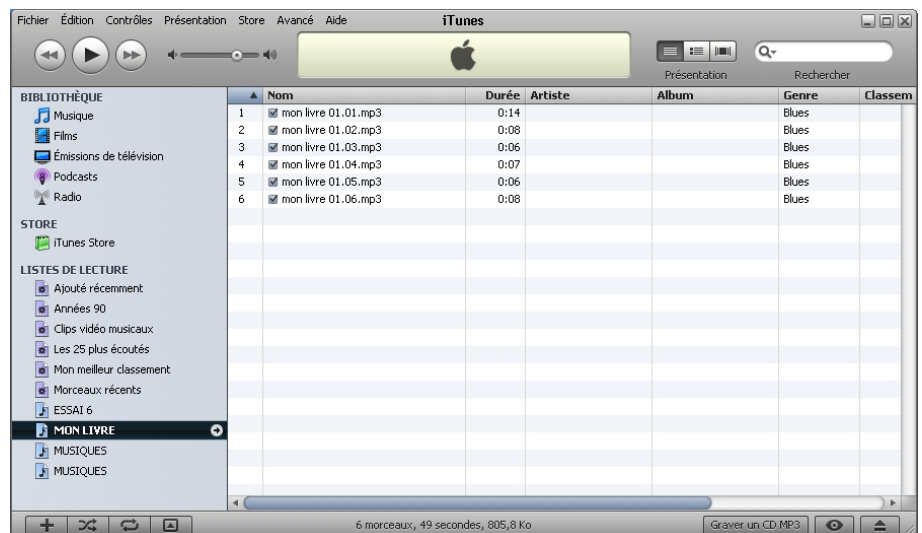 Fichier Édition Contrôles Présentation Store Avancé Aide iTunes
Présentation Rechercher
BIBLIOTHÈQUE
Musique
Films
Émissions de télévision
Podcasts
Radio
STORE
iTunes Store
LISTES DE LECTURE
Ajouté récemment
Années 90
Clips vidéo musicaux
Les 25 plus écoutés
Mon meilleur classement
Morceaux récents
ESSAI 6
MON LIVRE
MUSIQUES
MUSIQUES
Nom Durée Artiste Album Genre Classem
1 mon livre 01.01.mp3 0:14 Blues
2 mon livre 01.02.mp3 0:08 Blues
3 mon livre 01.03.mp3 0:06 Blues
4 mon livre 01.04.mp3 0:07 Blues
5 mon livre 01.05.mp3 0:06 Blues
6 mon livre 01.06.mp3 0:08 Blues
6 morceaux, 49 secondes, 805,8 Ko Graver un CD MP3